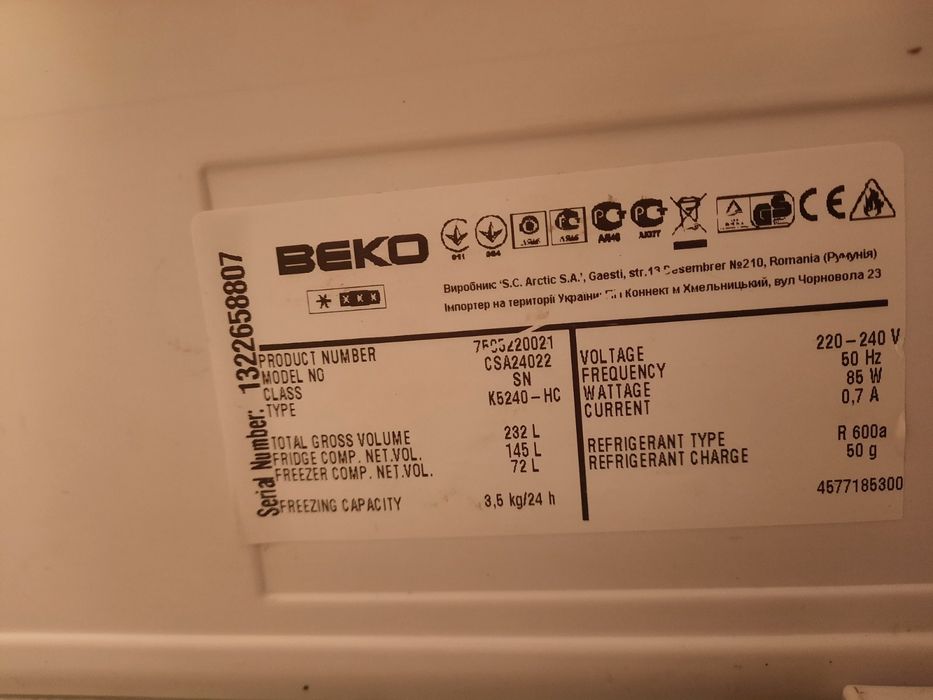 BEKO
Виробник 'S.C. Arctic S.A.', Gaesti, str.13 №210, Romania (Румунія)
Імпортер на території України: Коннект м Хмельницький, вул Чорновола 23
Serial Number: 1322658807
PRODUCT NUMBER
MODEL NO CSA24022
CLASS SN
TYPE K5240-HC
TOTAL GROSS VOLUME 232 L
FRIDGE COMP. NET.VOL. 145 L
FREEZER COMP. NET.VOL. 72 L
FREEZING CAPACITY 3,5 kg/24 h
VOLTAGE 220-240 V
FREQUENCY 50 Hz
WATTAGE 85 W
CURRENT 0,7 A
REFRIGERANT TYPE R 600a
REFRIGERANT CHARGE 50 g
4577185300